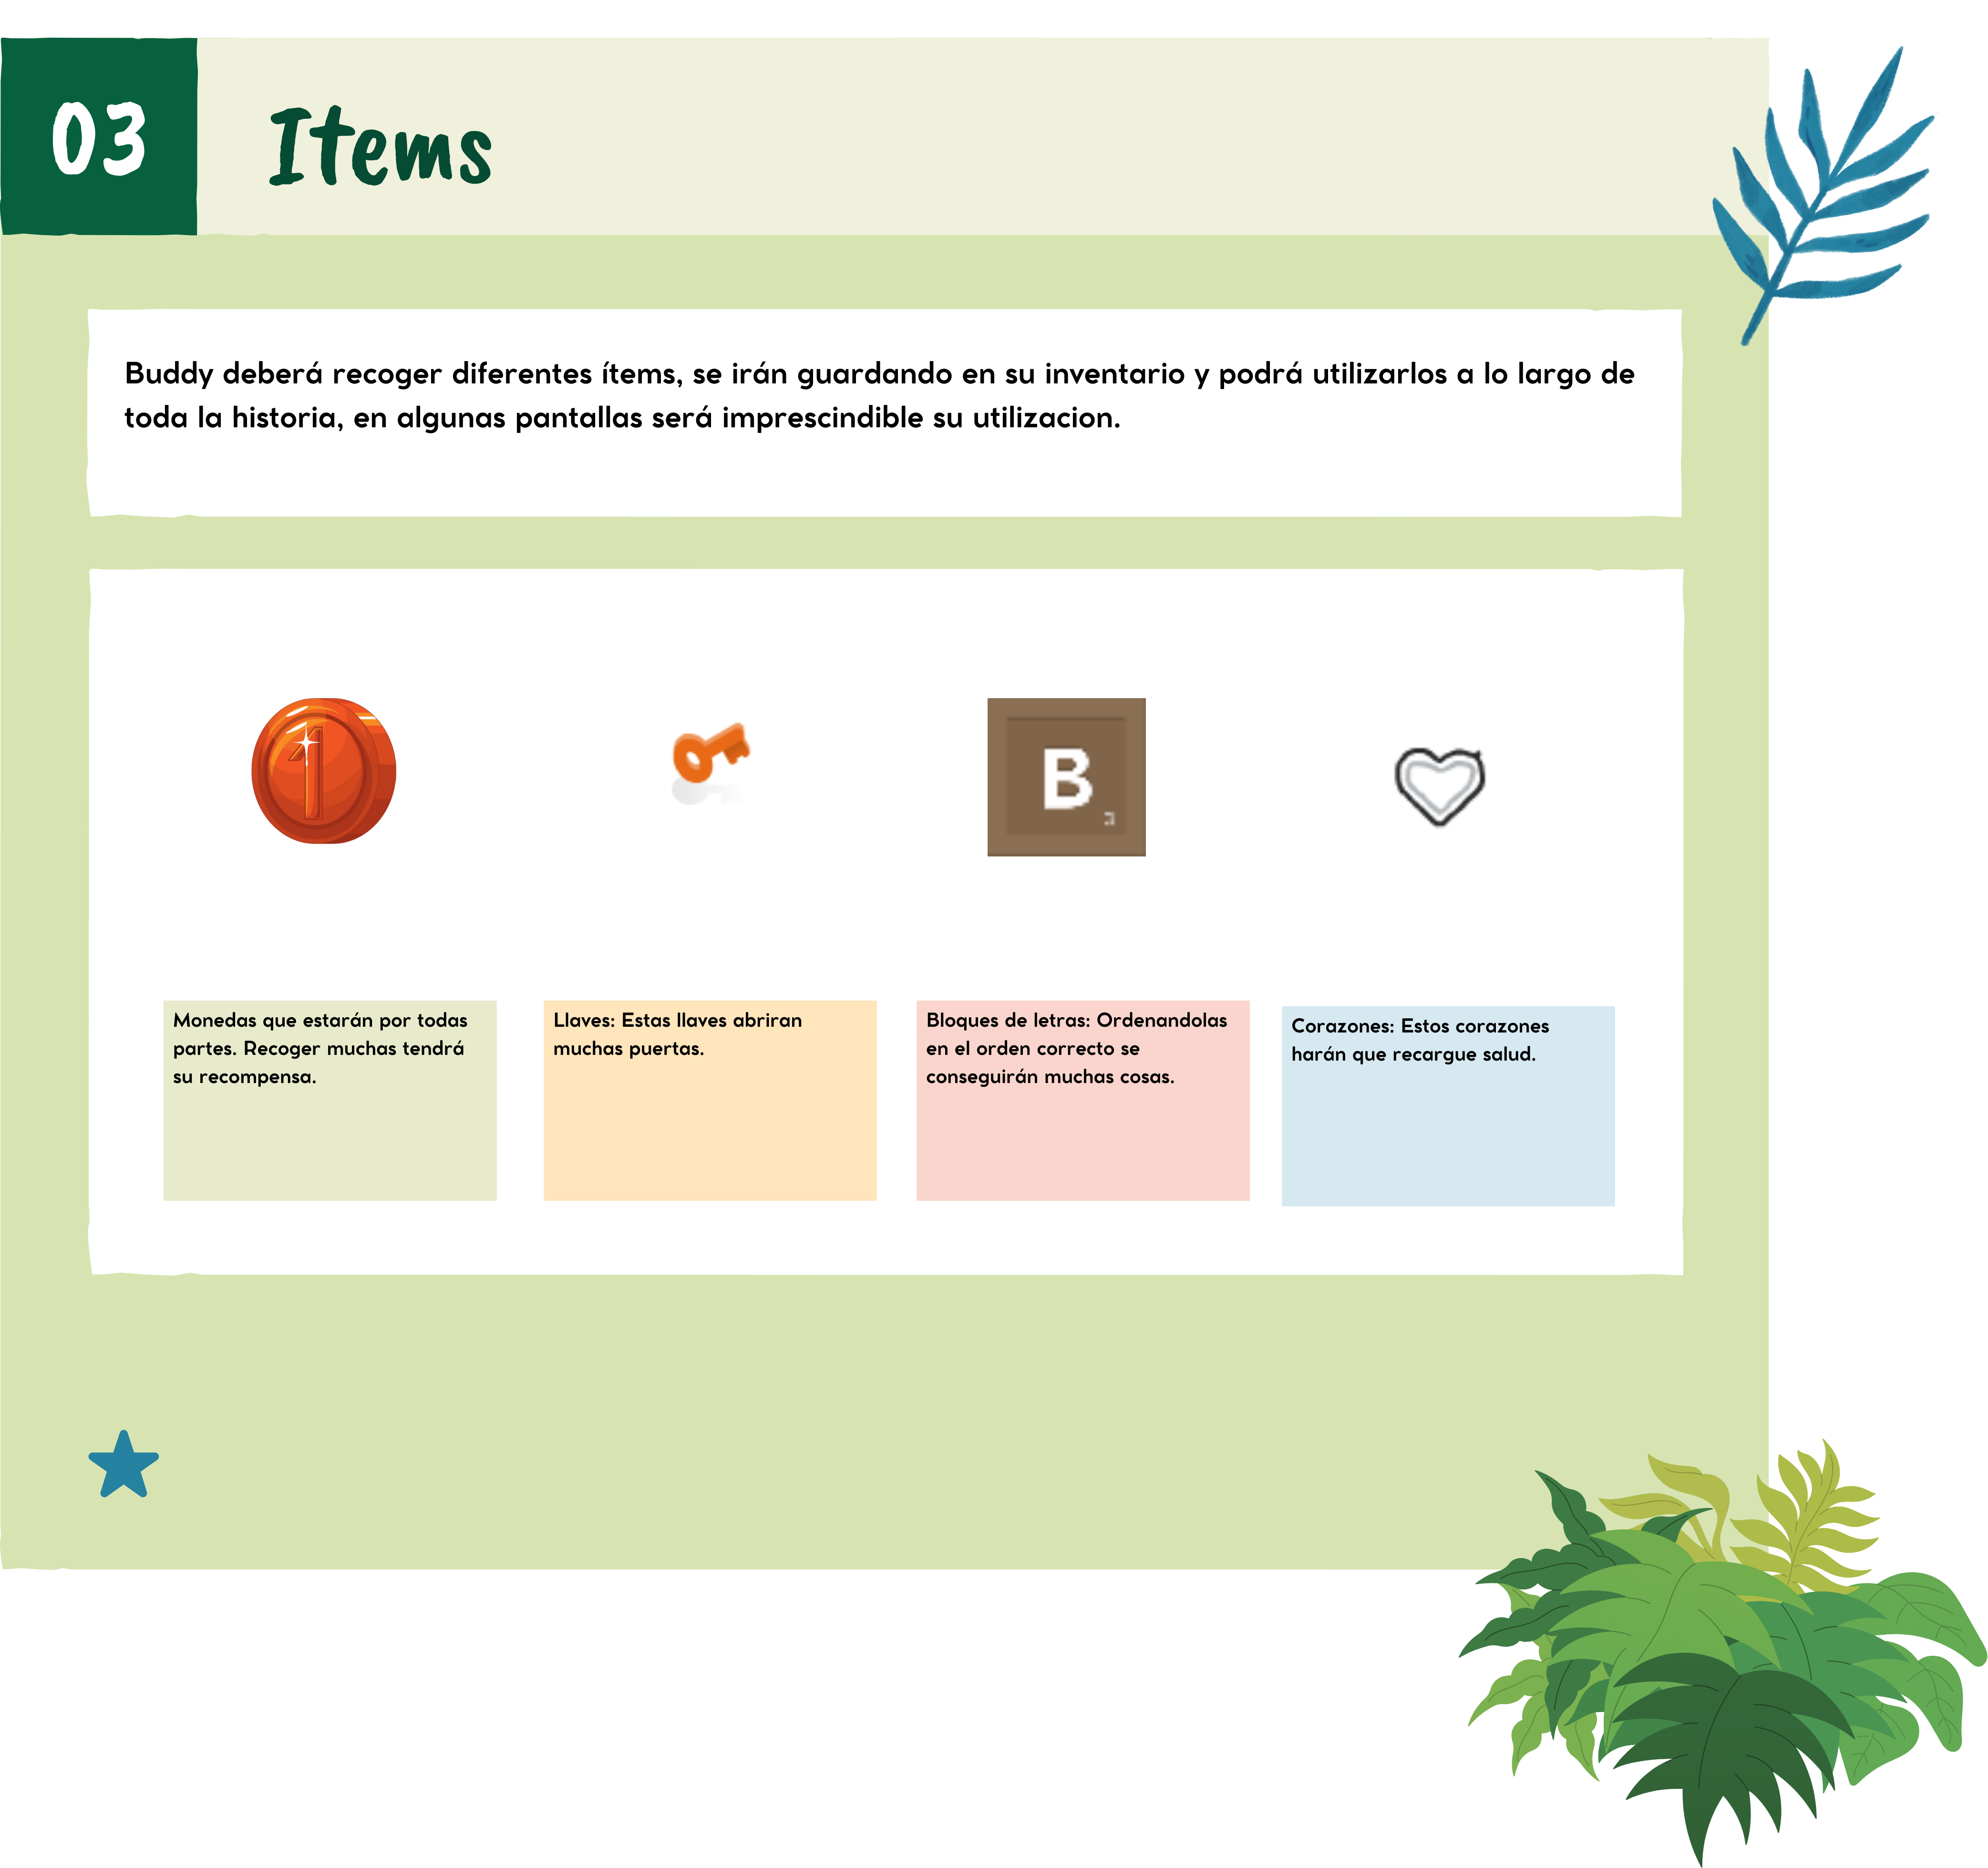 03
Items
Buddy deberá recoger diferentes ítems, se irán guardando en su inventario y podrá utilizarlos a lo largo de
toda la historia, en algunas pantallas será imprescindible su utilizacion.
1
B
Monedas que estarán por todas
partes. Recoger muchas tendrá
su recompensa.
Llaves: Estas llaves abriran
muchas puertas.
Bloques de letras: Ordenandolas
en el orden correcto se
conseguirán muchas cosas.
Corazones: Estos corazones
harán que recargue salud.